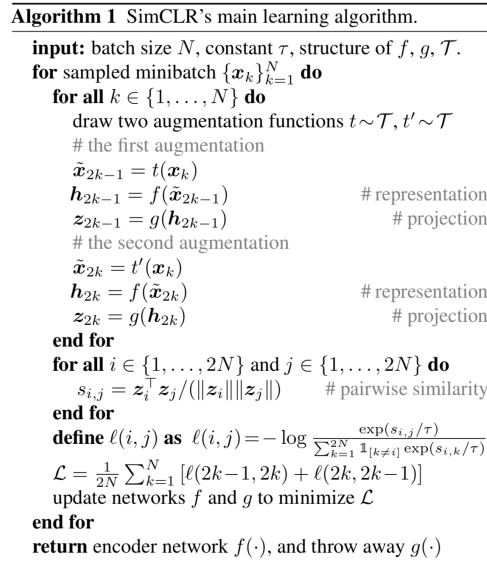 Algorithm 1 SimCLR's main learning algorithm.
input: batch size N, constant τ, structure of f, g, 𝒯.
for sampled minibatch {x_k}_{k=1}^N do
for all k ∈ {1, …, N} do
draw two augmentation functions t∼𝒯, t′∼𝒯
# the first augmentation
x̃_{2k−1} = t(x_k)
h_{2k−1} = f(x̃_{2k−1}) # representation
z_{2k−1} = g(h_{2k−1}) # projection
# the second augmentation
x̃_{2k} = t′(x_k)
h_{2k} = f(x̃_{2k}) # representation
z_{2k} = g(h_{2k}) # projection
end for
for all i ∈ {1, …, 2N} and j ∈ {1, …, 2N} do
s_{i,j} = z_i^⊤ z_j/(‖z_i‖‖z_j‖) # pairwise similarity
end for
define ℓ(i, j) as ℓ(i, j)=−log exp(s_{i,j}/τ) / ∑_{k=1}^{2N} 𝟙_{[k≠i]} exp(s_{i,k}/τ)
ℒ = 1/2N ∑_{k=1}^N [ℓ(2k−1, 2k) + ℓ(2k, 2k−1)]
update networks f and g to minimize ℒ
end for
return encoder network f(·), and throw away g(·)